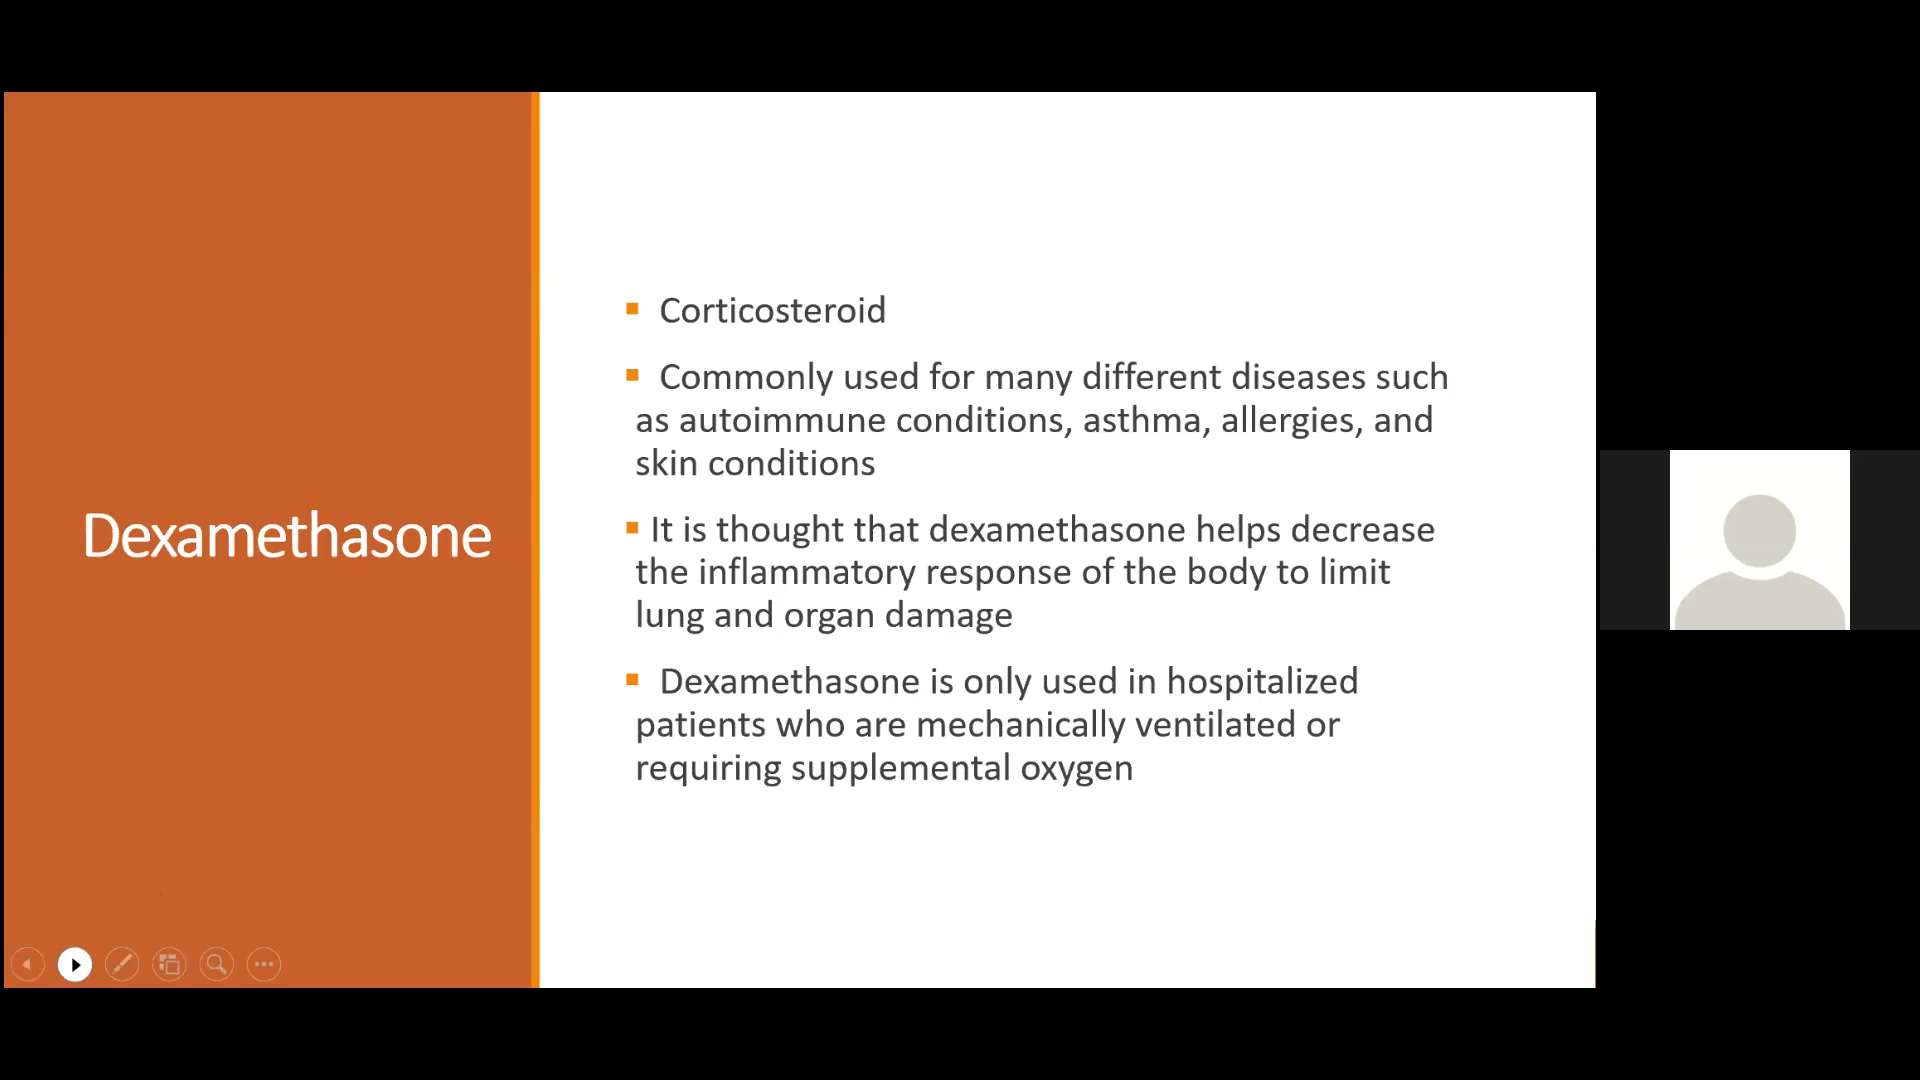 Dexamethasone
▪ Corticosteroid
▪ Commonly used for many different diseases such
as autoimmune conditions, asthma, allergies, and
skin conditions
▪ It is thought that dexamethasone helps decrease
the inflammatory response of the body to limit
lung and organ damage
▪ Dexamethasone is only used in hospitalized
patients who are mechanically ventilated or
requiring supplemental oxygen